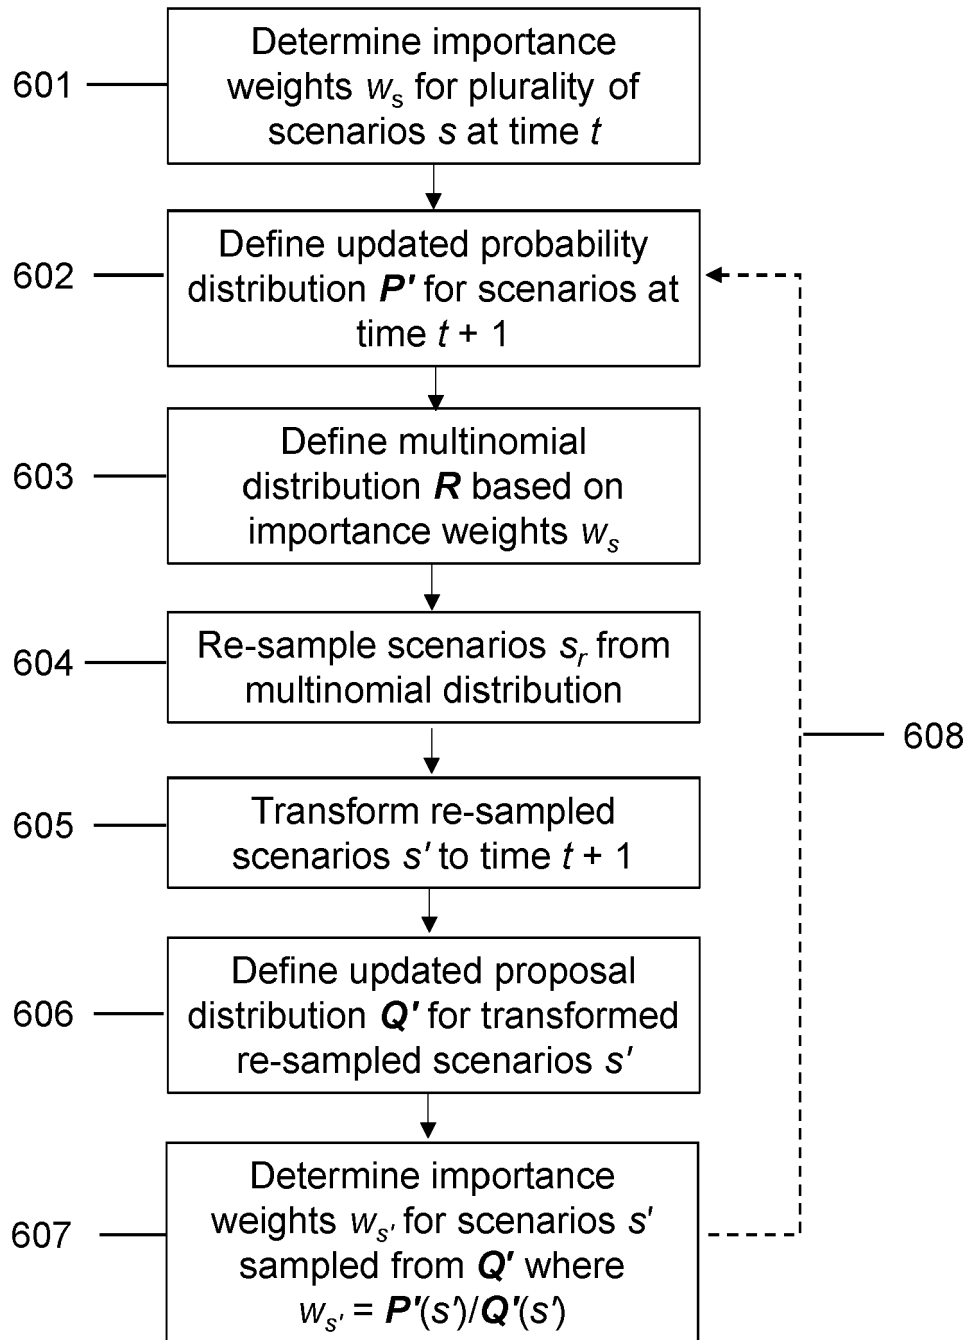 601
Determine importance
weights ws for plurality of
scenarios s at time t
602
Define updated probability
distribution P' for scenarios at
time t + 1
603
Define multinomial
distribution R based on
importance weights ws
604
Re-sample scenarios sr from
multinomial distribution
608
605
Transform re-sampled
scenarios s' to time t + 1
606
Define updated proposal
distribution Q' for transformed
re-sampled scenarios s'
607
Determine importance
weights ws' for scenarios s'
sampled from Q' where
ws' = P'(s')/Q'(s')